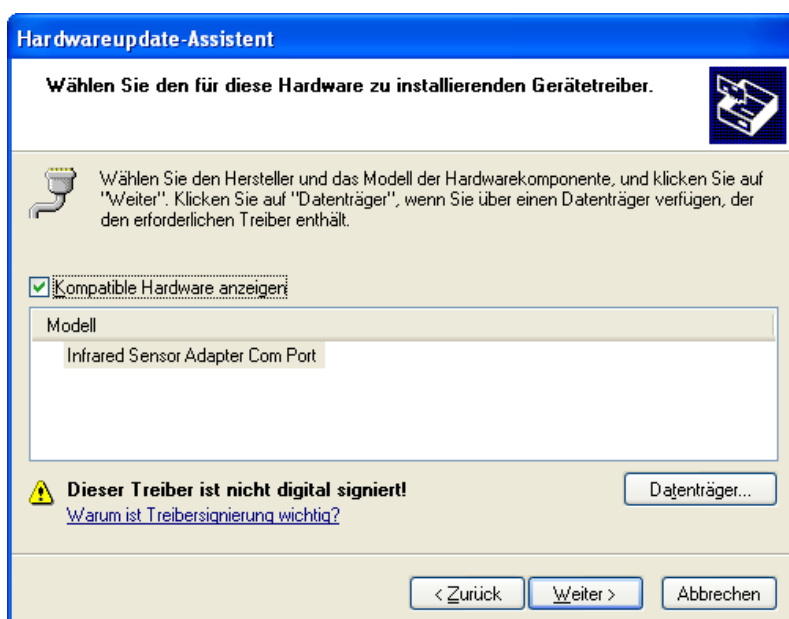 Hardwareupdate-Assistent
Wählen Sie den für diese Hardware zu installierenden Gerätetreiber.
Wählen Sie den Hersteller und das Modell der Hardwarekomponente, und klicken Sie auf
"Weiter". Klicken Sie auf "Datenträger", wenn Sie über einen Datenträger verfügen, der
den erforderlichen Treiber enthält.
Kompatible Hardware anzeigen
Modell
Infrared Sensor Adapter Com Port
Dieser Treiber ist nicht digital signiert!
Datenträger...
Warum ist Treibersignierung wichtig?
< Zurück Weiter > Abbrechen